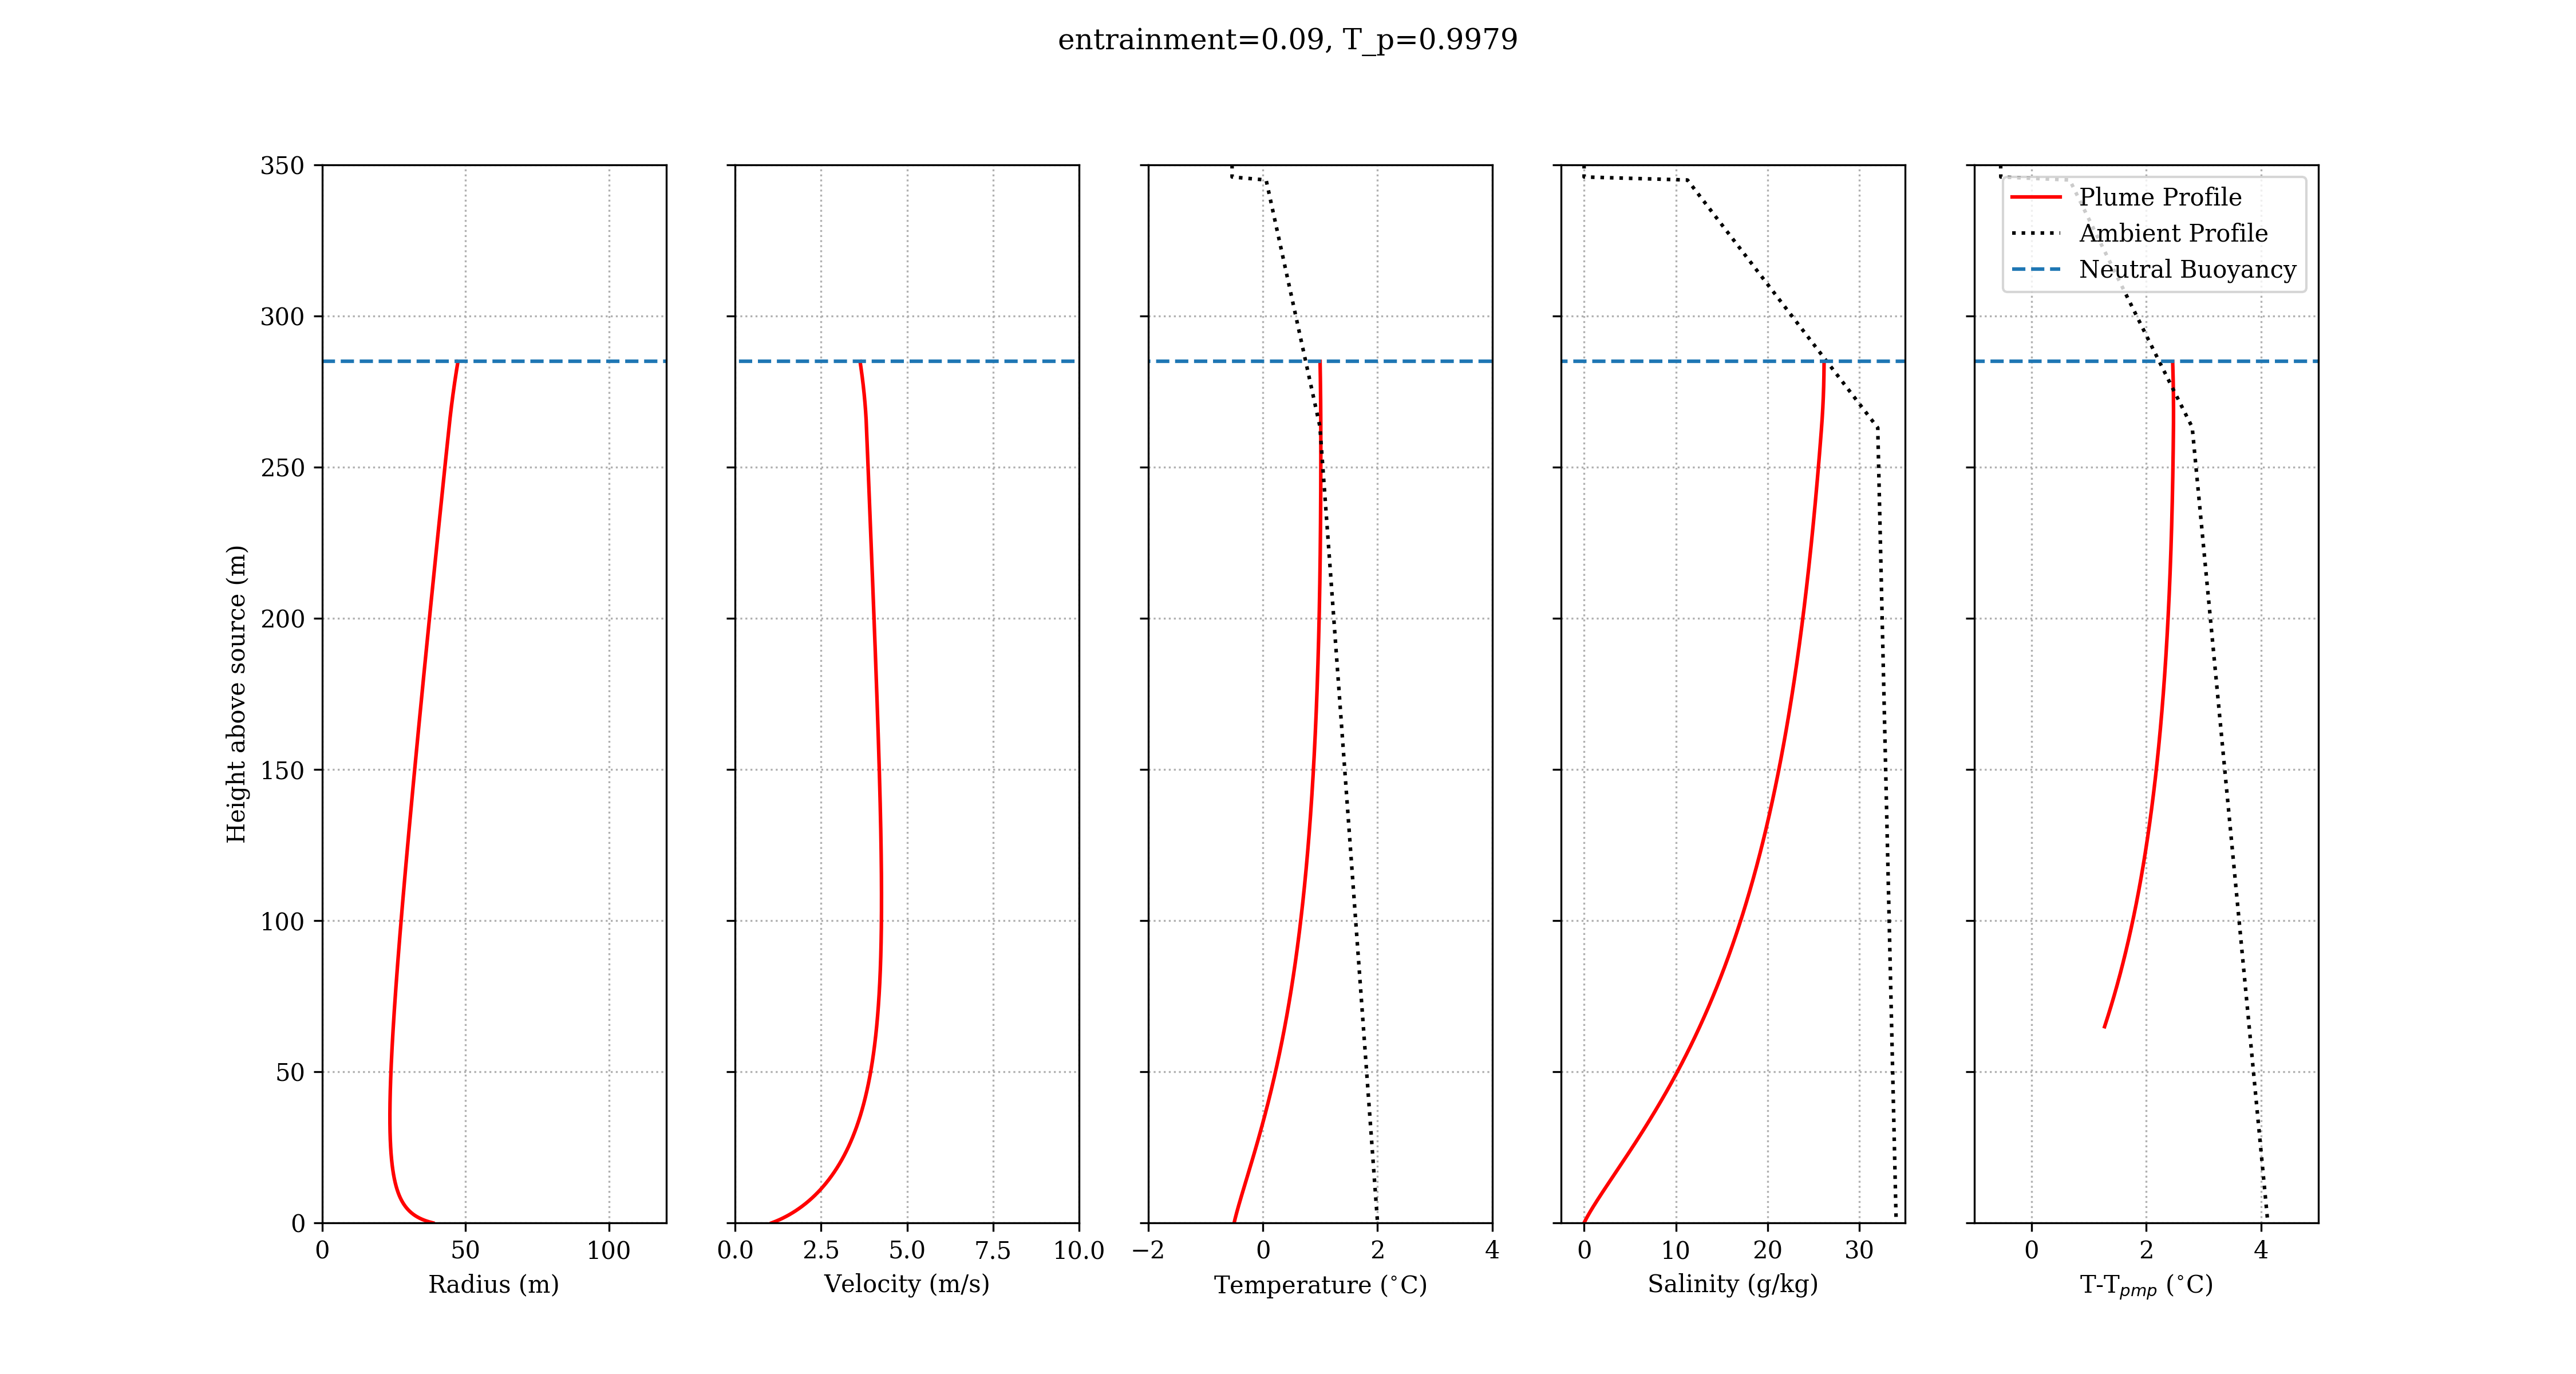 entrainment=0.09, T_p=0.9979
350
300
250
200
150
100
50
0
Height above source (m)
0 50 100
Radius (m)
0.0 2.5 5.0 7.5 10.0
Velocity (m/s)
−2 0 2 4
Temperature (°C)
0 10 20 30
Salinity (g/kg)
Plume Profile
Ambient Profile
Neutral Buoyancy
0 2 4
T-Tpmp (°C)